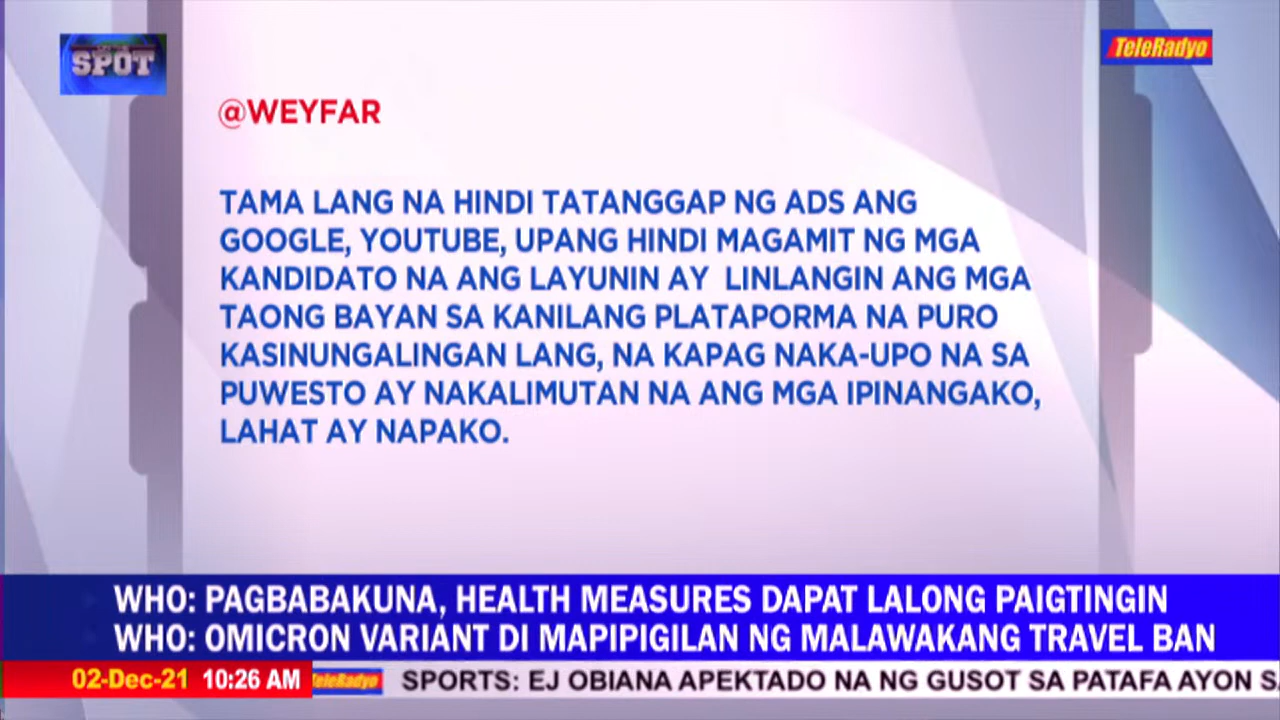 SPOT
TeleRadyo
@WEYFAR
TAMA LANG NA HINDI TATANGGAP NG ADS ANG
GOOGLE, YOUTUBE, UPANG HINDI MAGAMIT NG MGA
KANDIDATO NA ANG LAYUNIN AY LINLANGIN ANG MGA
TAONG BAYAN SA KANILANG PLATAPORMA NA PURO
KASINUNGALINGAN LANG, NA KAPAG NAKA-UPO NA SA
PUWESTO AY NAKALIMUTAN NA ANG MGA IPINANGAKO,
LAHAT AY NAPAKO.
WHO: PAGBABAKUNA, HEALTH MEASURES DAPAT LALONG PAIGTINGIN
WHO: OMICRON VARIANT DI MAPIPIGILAN NG MALAWAKANG TRAVEL BAN
02-Dec-21 10:26 AM TeleRadyo SPORTS: EJ OBIANA APEKTADO NA NG GUSOT SA PATAFA AYON